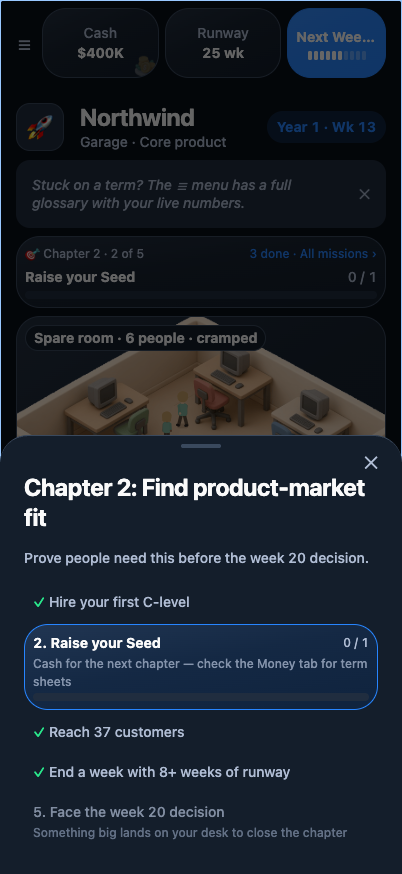 Cash
$400K
Runway
25 wk
Next Wee...
Northwind
Garage · Core product
Year 1 · Wk 13
Stuck on a term? The ≡ menu has a full
glossary with your live numbers.
Chapter 2 · 2 of 5
3 done · All missions ›
Raise your Seed
0 / 1
Spare room · 6 people · cramped
Chapter 2: Find product-market
fit
Prove people need this before the week 20 decision.
✓ Hire your first C-level
2. Raise your Seed
0 / 1
Cash for the next chapter — check the Money tab for term
sheets
✓ Reach 37 customers
✓ End a week with 8+ weeks of runway
5. Face the week 20 decision
Something big lands on your desk to close the chapter